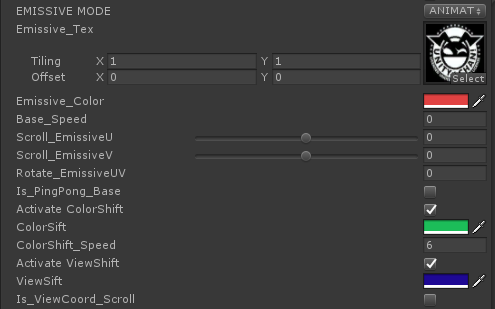 EMISSIVE MODE ANIMAT
Emissive_Tex
Tiling X 1 Y 1
Offset X 0 Y 0
Select
Emissive_Color
Base_Speed 0
Scroll_EmissiveU 0
Scroll_EmissiveV 0
Rotate_EmissiveUV 0
Is_PingPong_Base
Activate ColorShift
ColorSift
ColorShift_Speed 6
Activate ViewShift
ViewSift
Is_ViewCoord_Scroll